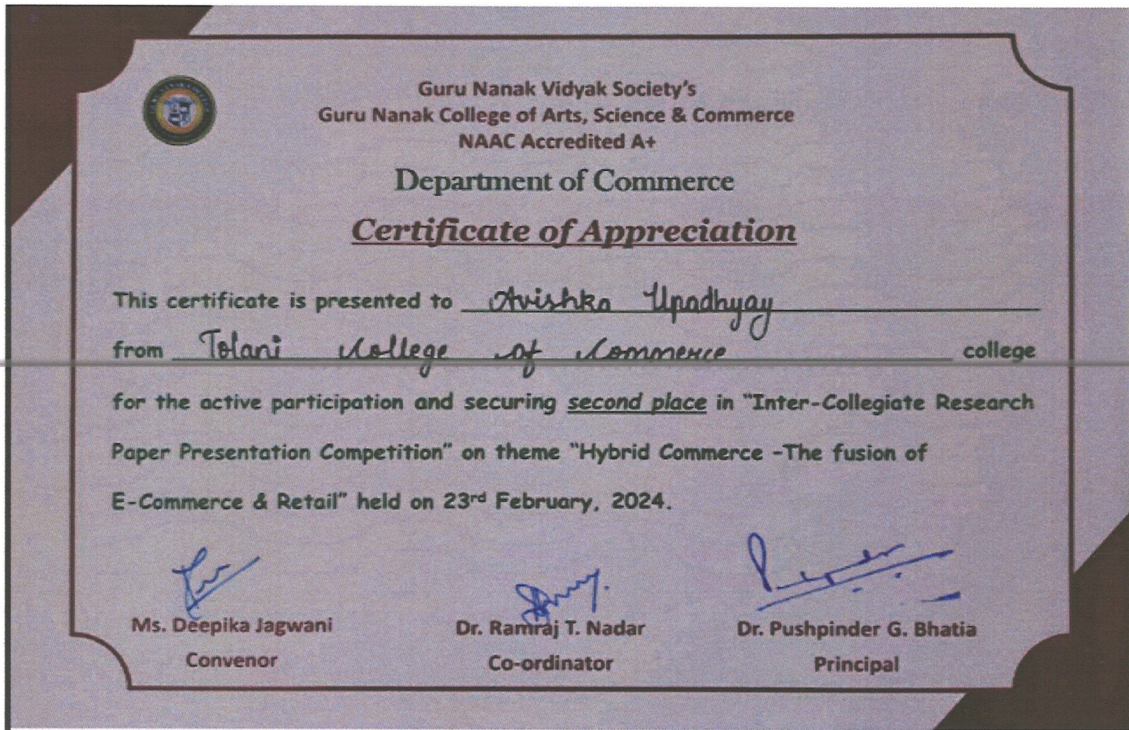 Guru Nanak Vidyak Society's
Guru Nanak College of Arts, Science & Commerce
NAAC Accredited A+
Department of Commerce
Certificate of Appreciation
This certificate is presented to Avishka Upadhyay
from Tolani College of Commerce college
for the active participation and securing second place in "Inter-Collegiate Research
Paper Presentation Competition" on theme "Hybrid Commerce -The fusion of
E-Commerce & Retail" held on 23rd February, 2024.
Ms. Deepika Jagwani Dr. Ramraj T. Nadar Dr. Pushpinder G. Bhatia
Convenor Co-ordinator Principal